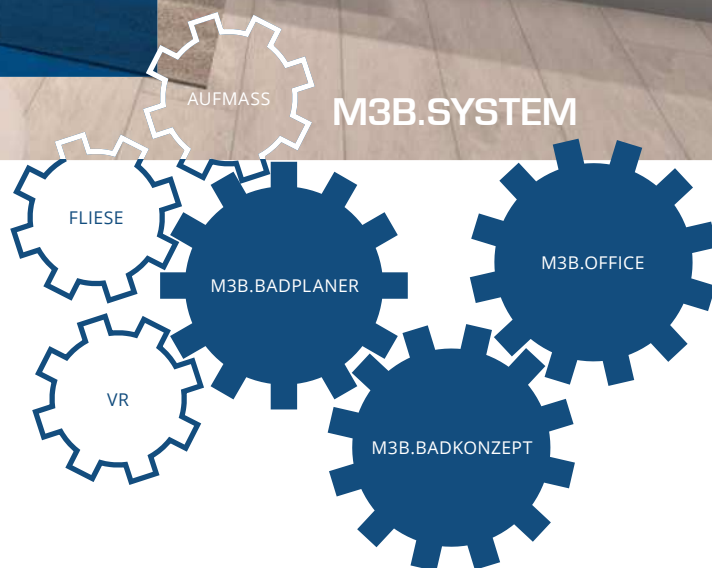 AUFMASS
M3B.SYSTEM
FLIESE
M3B.BADPLANER
M3B.OFFICE
VR
M3B.BADKONZEPT